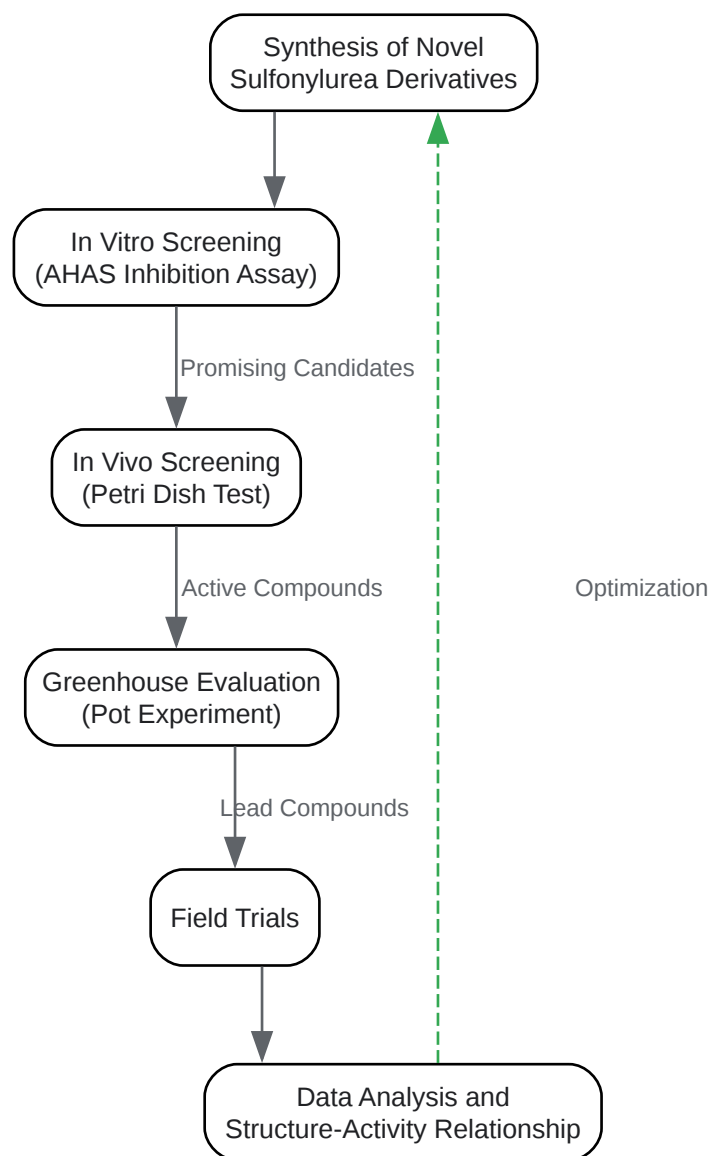 Synthesis of Novel
Sulfonylurea Derivatives
In Vitro Screening
(AHAS Inhibition Assay)
Promising Candidates
In Vivo Screening
(Petri Dish Test)
Active Compounds
Optimization
Greenhouse Evaluation
(Pot Experiment)
Lead Compounds
Field Trials
Data Analysis and
Structure-Activity Relationship